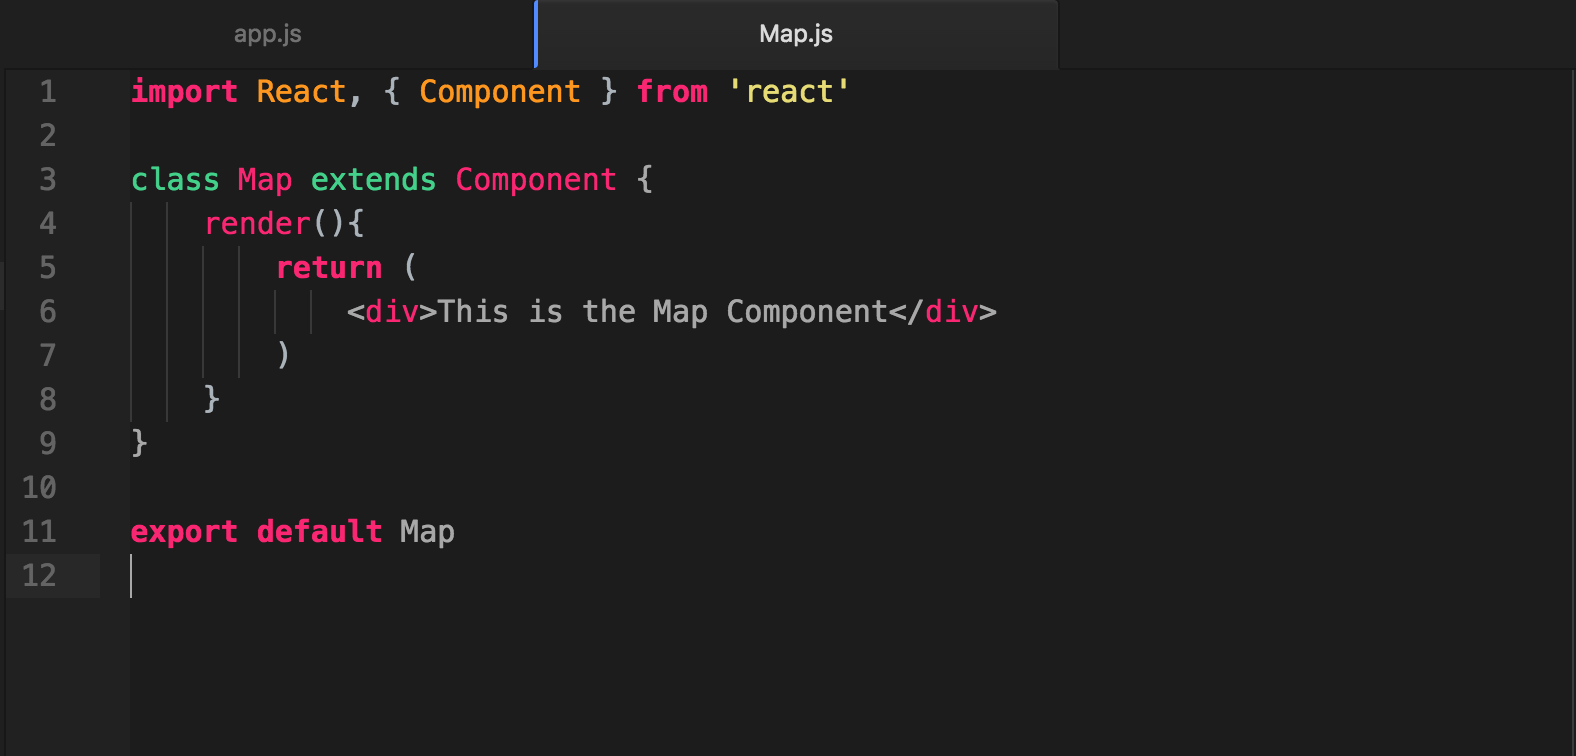 app.js
Map.js
1 import React, { Component } from 'react'
2
3 class Map extends Component {
4     render(){
5         return (
6             <div>This is the Map Component</div>
7         )
8     }
9 }
10
11 export default Map
12